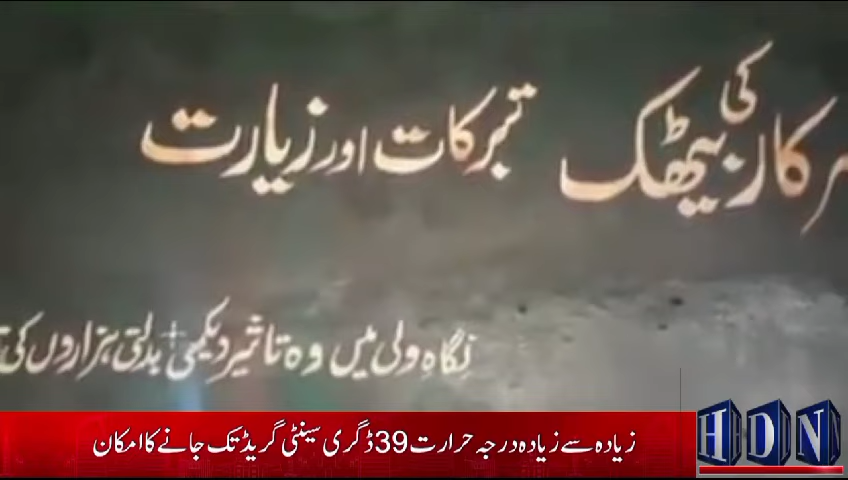 سرکار کی بیٹھک تبرکات اور زیارت
نگاہِ ولی میں وہ تاثیر دیکھی + بدلتی ہزاروں کی
زیادہ سے زیادہ درجہ حرارت 39 ڈگری سینٹی گریڈ تک جانے کا امکان
HDN